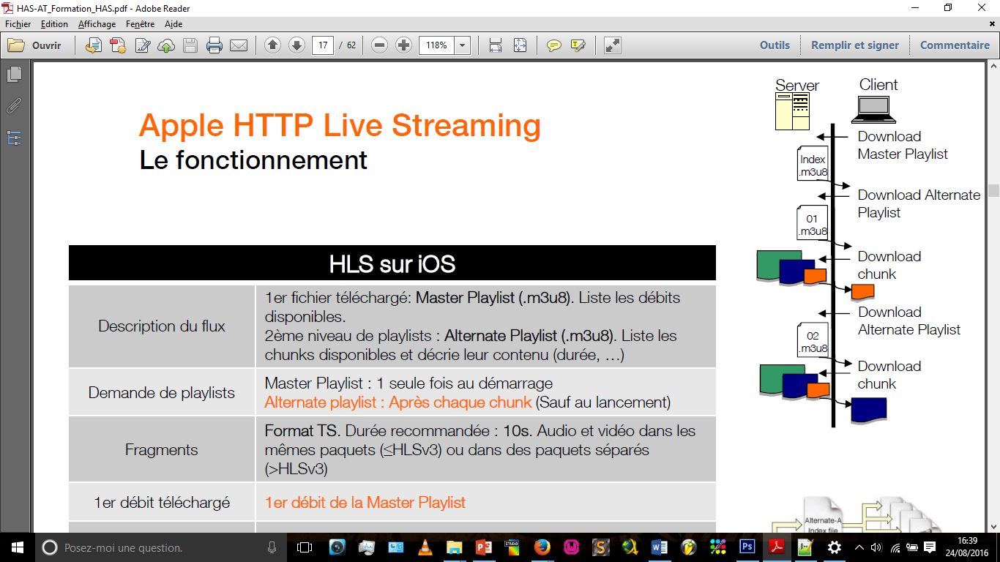 HAS-AT_Formation_HAS.pdf - Adobe Reader
Fichier Edition Affichage Fenêtre Aide
Ouvrir 17 / 62 118% Outils Remplir et signer Commentaire
Apple HTTP Live Streaming
Le fonctionnement
HLS sur iOS
Description du flux
1er fichier téléchargé: Master Playlist (.m3u8). Liste les débits
disponibles.
2ème niveau de playlists : Alternate Playlist (.m3u8). Liste les
chunks disponibles et décrie leur contenu (durée, …)
Demande de playlists
Master Playlist : 1 seule fois au démarrage
Alternate playlist : Après chaque chunk (Sauf au lancement)
Fragments
Format TS. Durée recommandée : 10s. Audio et vidéo dans les
mêmes paquets (≤HLSv3) ou dans des paquets séparés
(>HLSv3)
1er débit téléchargé
1er débit de la Master Playlist
Server
Client
Download
Master Playlist
Index
.m3u8
Download Alternate
Playlist
01
.m3u8
Download
chunk
Download
Alternate Playlist
02
.m3u8
Download
chunk
Alternate-A
Index file
Posez-moi une question.
STUDIO
Ps
16:39
24/08/2016